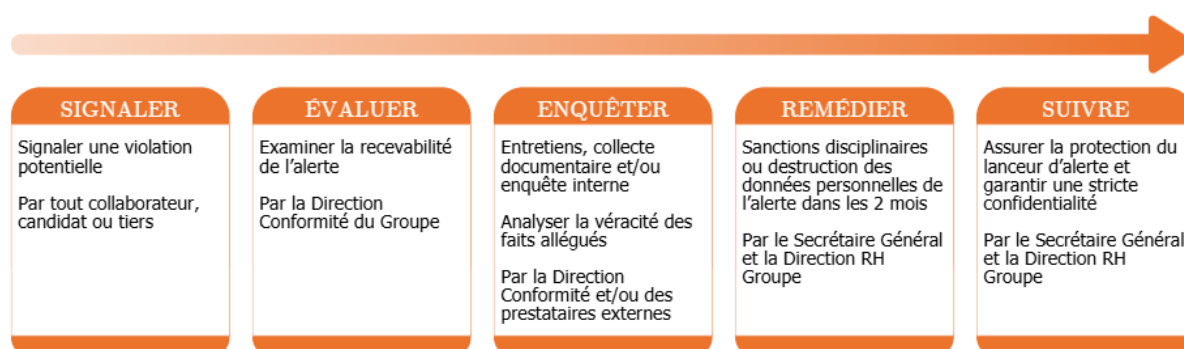 SIGNALER
Signaler une violation
potentielle
Par tout collaborateur,
candidat ou tiers
ÉVALUER
Examiner la recevabilité
de l’alerte
Par la Direction
Conformité du Groupe
ENQUÊTER
Entretiens, collecte
documentaire et/ou
enquête interne
Analyser la véracité des
faits allégués
Par la Direction
Conformité et/ou des
prestataires externes
REMÉDIER
Sanctions disciplinaires
ou destruction des
données personnelles de
l’alerte dans les 2 mois
Par le Secrétaire Général
et la Direction RH
Groupe
SUIVRE
Assurer la protection du
lanceur d’alerte et
garantir une stricte
confidentialité
Par le Secrétaire Général
et la Direction RH
Groupe